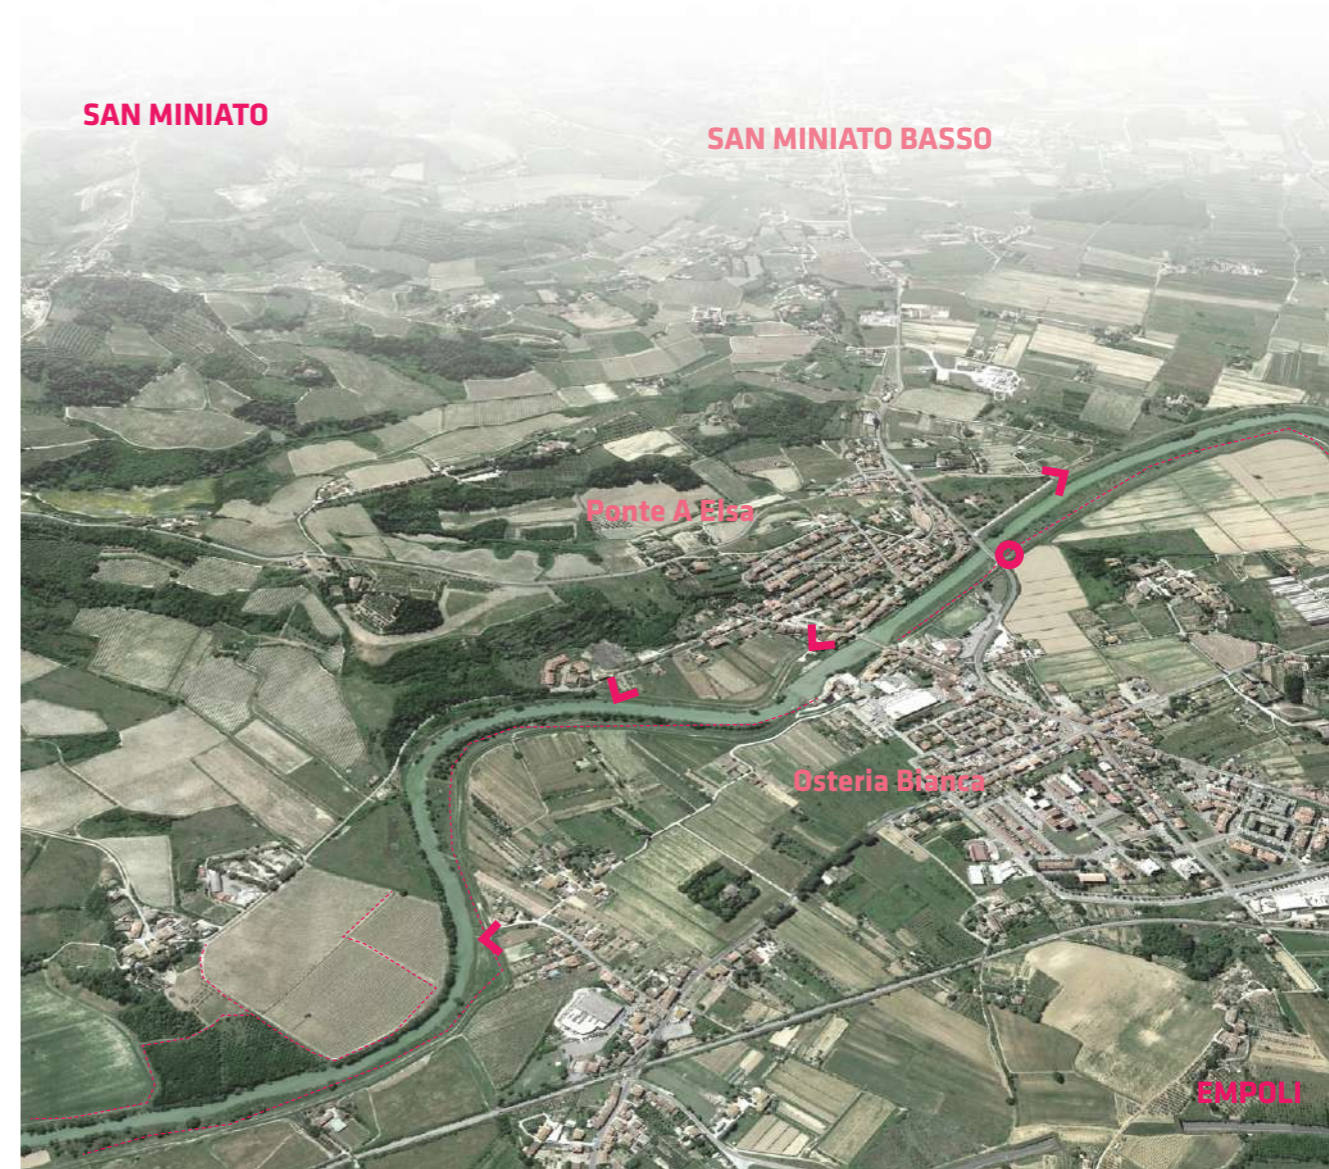 SAN MINIATO
SAN MINIATO BASSO
Ponte A Elsa
Osteria Bianca
EMPOLI